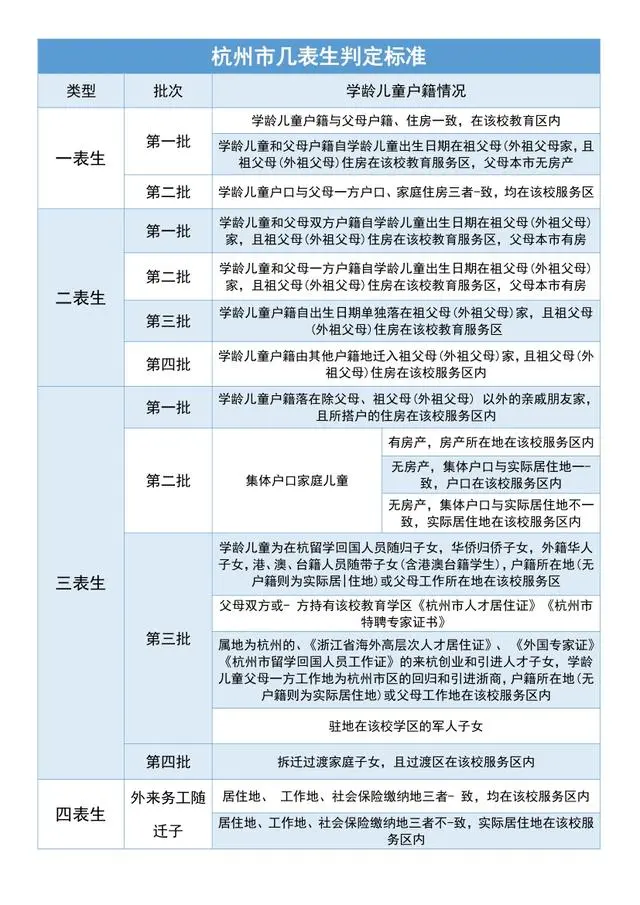 杭州市几表生判定标准
类型 批次 学龄儿童户籍情况
一表生
第一批
学龄儿童户籍与父母户籍、住房一致，在该校教育区内
学龄儿童和父母户籍自学龄儿童出生日期在祖父母(外祖父母家，且
祖父母(外祖父母)住房在该校教育服务区，父母本市无房产
第二批
学龄儿童户口与父母一方户口、家庭住房三者-致，均在该校服务区
二表生
第一批
学龄儿童和父母双方户籍自学龄儿童出生日期在祖父母(外祖父母)
家，且祖父母(外祖父母)住房在该校教育服务区，父母本市有房
第二批
学龄儿童和父母一方户籍自学龄儿童出生日期在祖父母(外祖父母)
家，且祖父母(外祖父母)住房在该校教育服务区，父母本市有房
第三批
学龄儿童户籍自出生日期单独落在祖父母(外祖父母)家，且祖父母
(外祖父母)住房在该校教育服务区
第四批
学龄儿童户籍由其他户籍地迁入祖父母(外祖父母)家，且祖父母(外
祖父母)住房在该校服务区内
三表生
第一批
学龄儿童户籍落在除父母、祖父母(外祖父母) 以外的亲戚朋友家，
且所搭户的住房在该校服务区内
第二批
集体户口家庭儿童
有房产，房产所在地在该校服务区内
无房产，集体户口与实际居住地一-
致，户口在该校服务区内
无房产，集体户口与实际居住地不一
致，实际居住地在该校服务区内
第三批
学龄儿童为在杭留学回国人员随归子女，华侨归侨子女，外籍华人
子女，港、澳、台籍人员随带子女(含港澳台籍学生)，户籍所在地(无
户籍则为实际居|住地)或父母工作所在地在该校服务区
父母双方或- 方持有该校教育学区《杭州市人才居住证》《杭州市
特聘专家证书》
属地为杭州的、《浙江省海外高层次人才居住证》、 《外国专家证》
《杭州市留学回国人员工作证》的来杭创业和引进人才子女，学龄
儿童父母一方工作地为杭州市区的回归和引进浙商，户籍所在地(无
户籍则为实际居住地)或父母工作地在该校服务区内
驻地在该校学区的军人子女
第四批
拆迁过渡家庭子女，且过渡区在该校服务区内
四表生
外来务工随
迁子
居住地、 工作地、社会保险缴纳地三者- 致，均在该校服务区内
居住地、工作地、社会保险缴纳地三者不-致，实际居住地在该校服
务区内